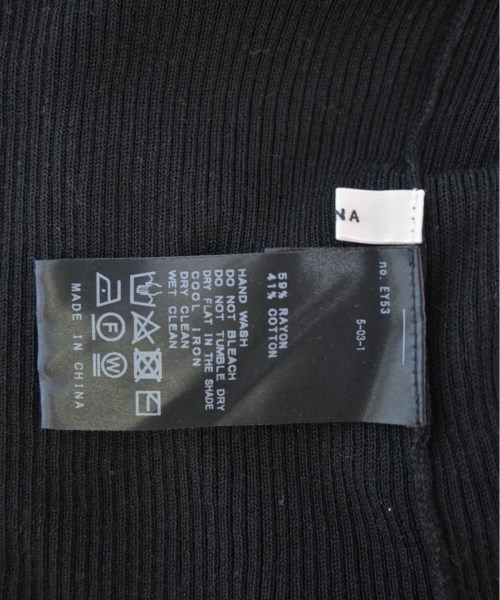 NA
no. EY53
5-03-1
59% RAYON
41% COTTON
HAND WASH
DO NOT BLEACH
DO NOT TUMBLE DRY
DRY FLAT IN THE SHADE
COOL IRON
DRY CLEAN
WET CLEAN
F W
MADE IN CHINA